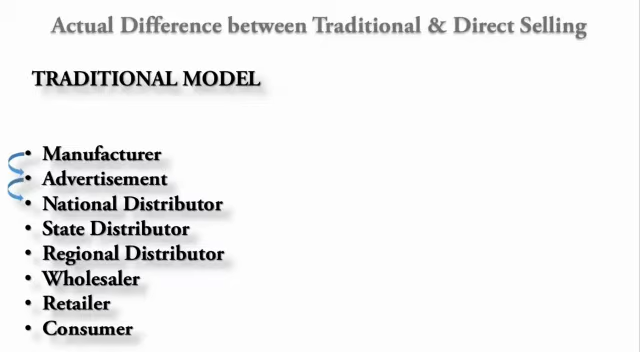 Actual Difference between Traditional & Direct Selling
TRADITIONAL MODEL
• Manufacturer
• Advertisement
• National Distributor
• State Distributor
• Regional Distributor
• Wholesaler
• Retailer
• Consumer